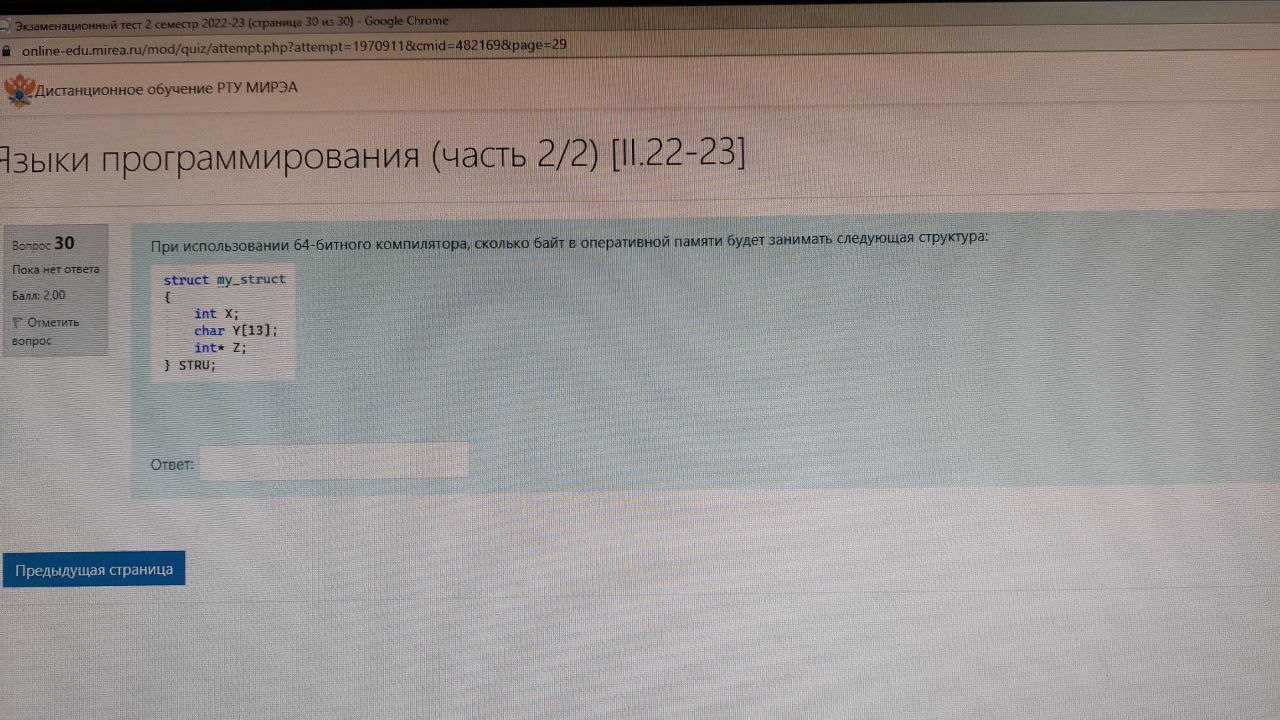 Экзаменационный тест 2 семестр 2022-23 (страница 30 из 30) - Google Chrome
online-edu.mirea.ru/mod/quiz/attempt.php?attempt=1970911&cmid=482169&page=29
Дистанционное обучение РТУ МИРЭА
Языки программирования (часть 2/2) [II.22-23]
Вопрос 30
Пока нет ответа
Балл: 2,00
Отметить
вопрос
При использовании 64-битного компилятора, сколько байт в оперативной памяти будет занимать следующая структура:
struct my_struct
{
    int X;
    char Y[13];
    int* Z;
} STRU;
Ответ:
Предыдущая страница